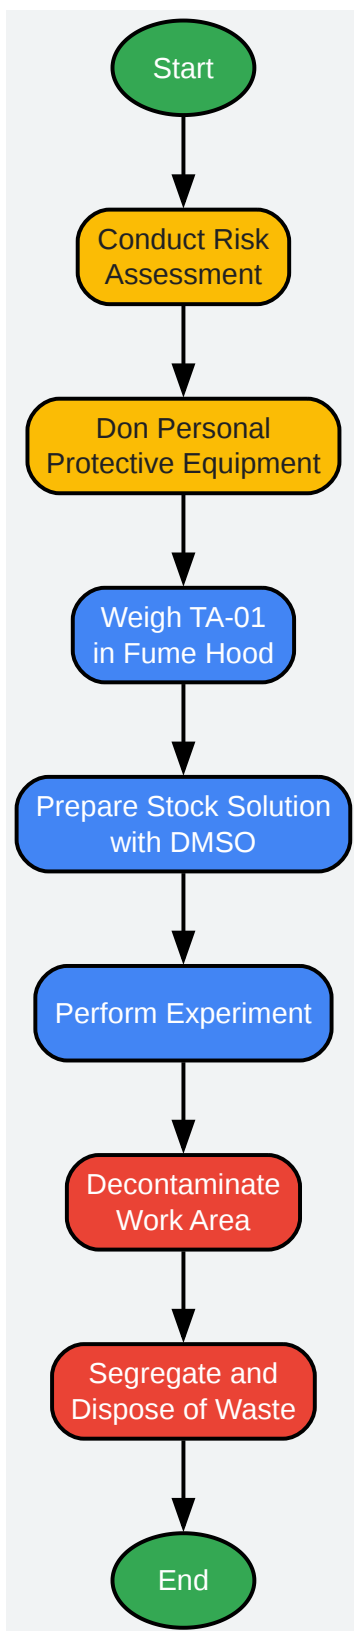 Start
Conduct Risk
Assessment
Don Personal
Protective Equipment
Weigh TA-01
in Fume Hood
Prepare Stock Solution
with DMSO
Perform Experiment
Decontaminate
Work Area
Segregate and
Dispose of Waste
End